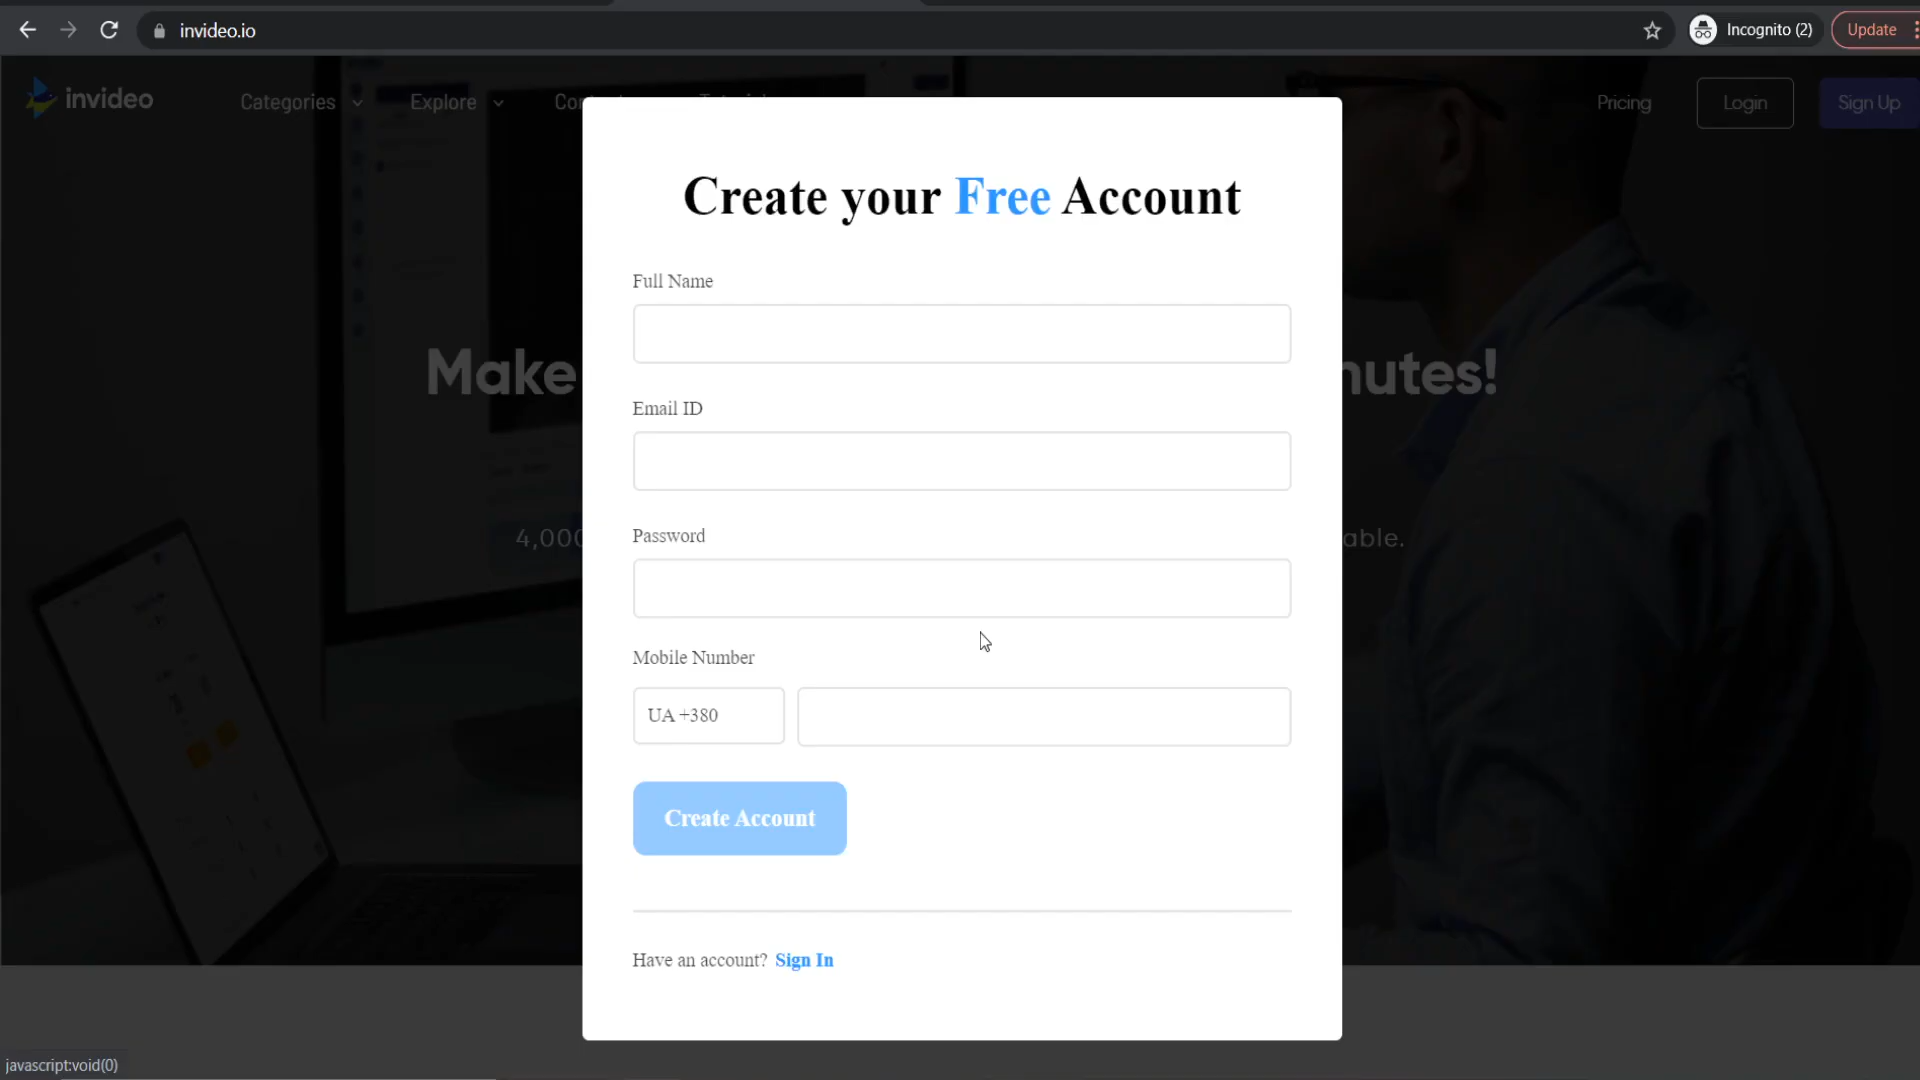 invideo.io
Incognito (2)
Update
invideo
Categories
Explore
Pricing
Login
Sign Up
Create your Free Account
Full Name
Make
nutes!
Email ID
Password
4,000
able.
Mobile Number
UA +380
Create Account
Have an account? Sign In
javascript:void(0)